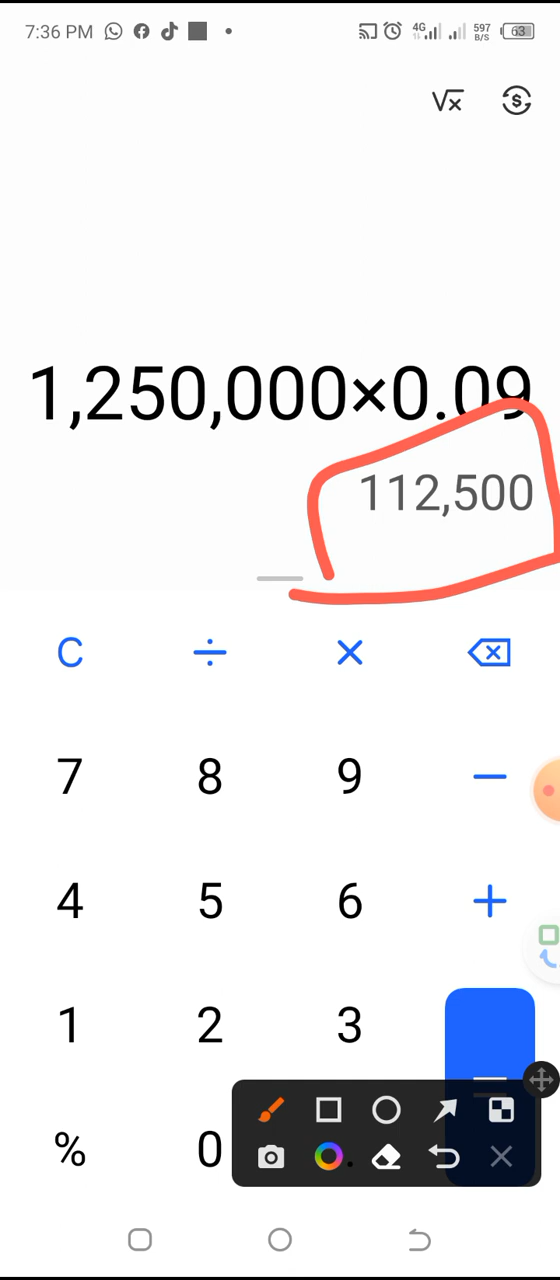 7:36 PM
4G
597
B/S
63
√x
$
1,250,000×0.09
112,500
C ÷ ×
7 8 9 −
4 5 6 +
1 2 3
=
% 0